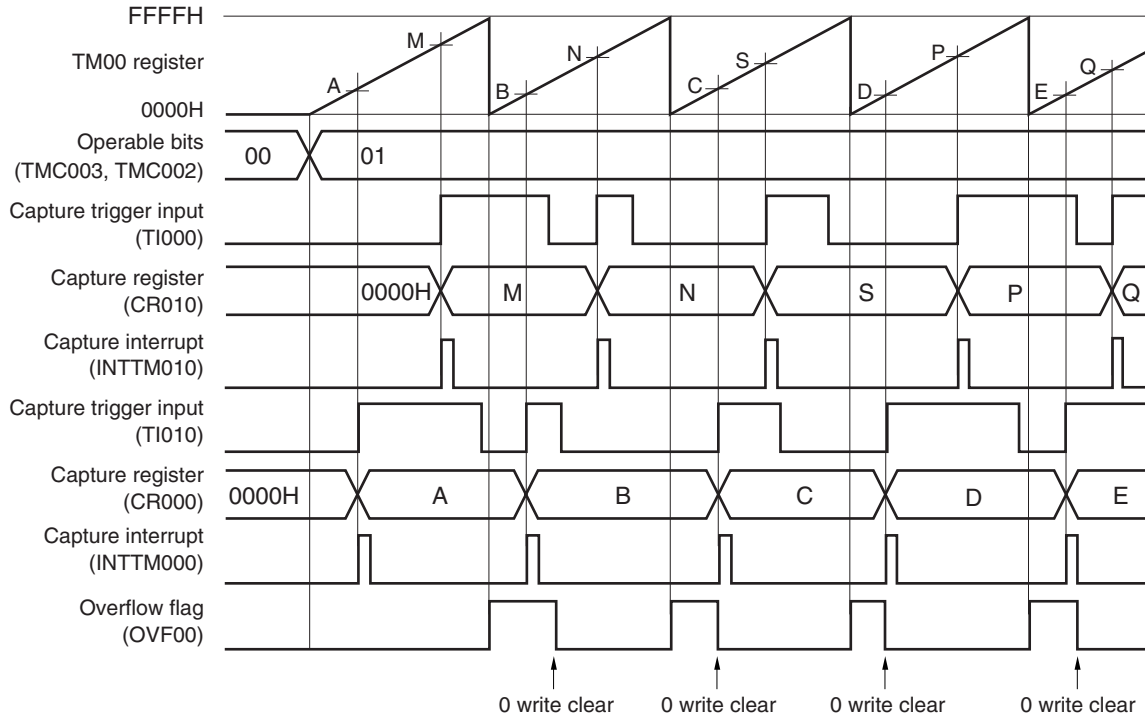 FFFFH
TM00 register
0000H
A M B N C S D P E Q
Operable bits
(TMC003, TMC002)
00 01
Capture trigger input
(TI000)
Capture register
(CR010)
0000H M N S P Q
Capture interrupt
(INTTM010)
Capture trigger input
(TI010)
Capture register
(CR000)
0000H A B C D E
Capture interrupt
(INTTM000)
Overflow flag
(OVF00)
0 write clear 0 write clear 0 write clear 0 write clear